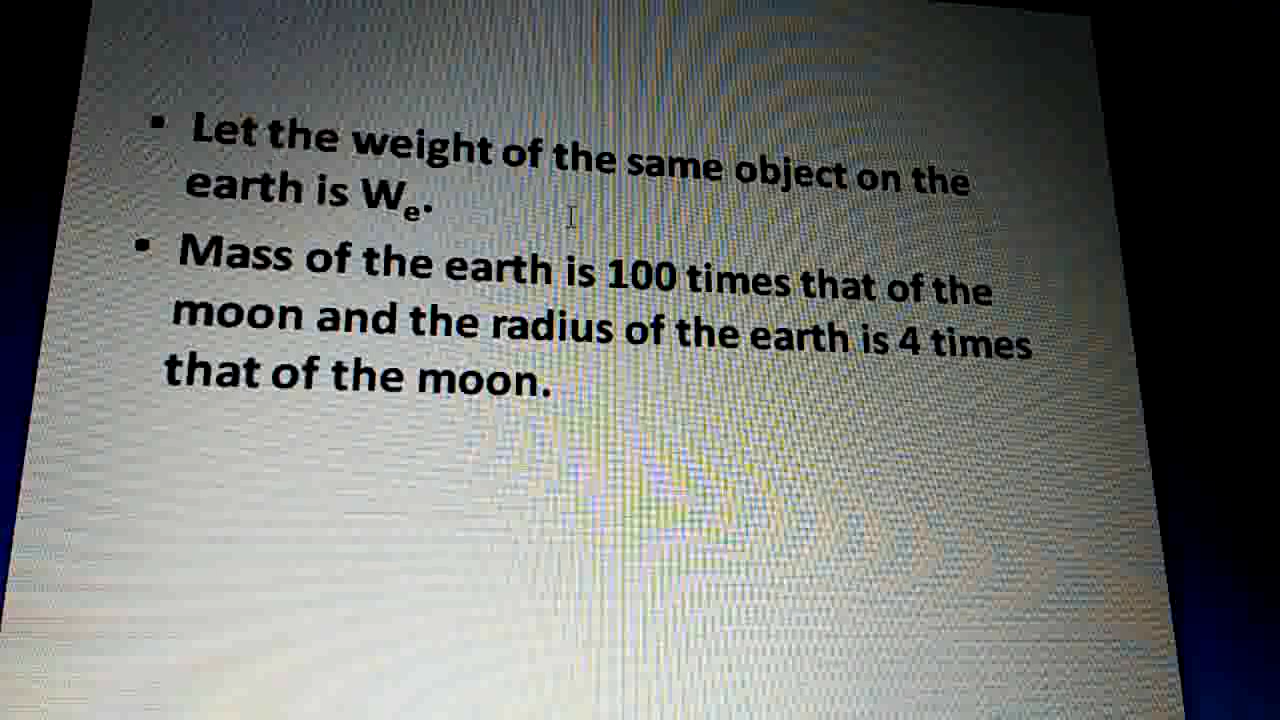 ▪ Let the weight of the same object on the
earth is Wₑ.
▪ Mass of the earth is 100 times that of the
moon and the radius of the earth is 4 times
that of the moon.